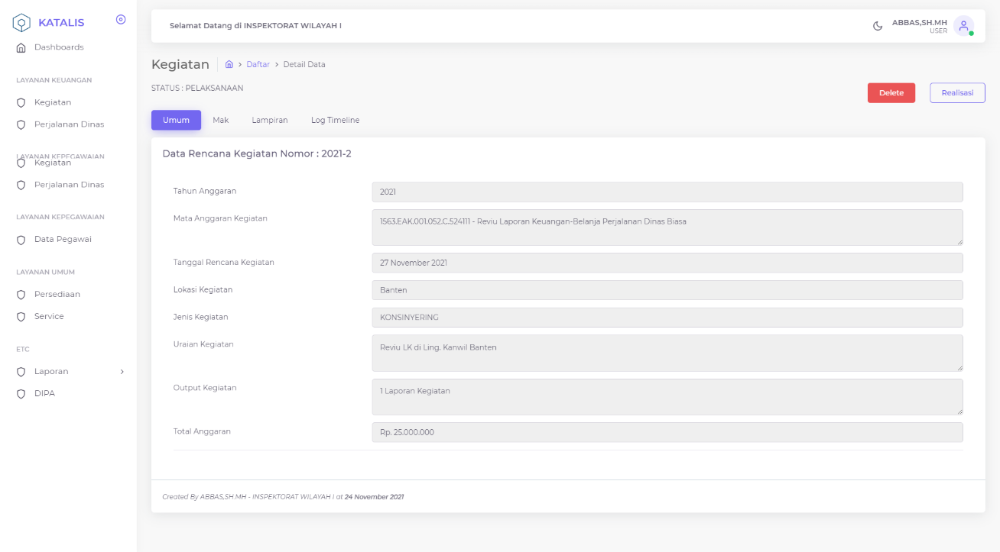 KATALIS
Dashboards
LAYANAN KEUANGAN
Kegiatan
Perjalanan Dinas
LAYANAN KEPEGAWAIAN
Kegiatan
Perjalanan Dinas
LAYANAN KEPEGAWAIAN
Data Pegawai
LAYANAN UMUM
Persediaan
Service
ETC
Laporan
DIPA
Selamat Datang di INSPEKTORAT WILAYAH I
ABBAS,SH.MH
USER
Kegiatan
> Daftar > Detail Data
STATUS : PELAKSANAAN
Delete
Realisasi
Umum
Mak
Lampiran
Log Timeline
Data Rencana Kegiatan Nomor : 2021-2
Tahun Anggaran
2021
Mata Anggaran Kegiatan
1563.EAK.001.052.C.524111 - Reviu Laporan Keuangan-Belanja Perjalanan Dinas Biasa
Tanggal Rencana Kegiatan
27 November 2021
Lokasi Kegiatan
Banten
Jenis Kegiatan
KONSINYERING
Uraian Kegiatan
Reviu LK di Ling. Kanwil Banten
Output Kegiatan
1 Laporan Kegiatan
Total Anggaran
Rp. 25.000.000
Created By ABBAS,SH.MH - INSPEKTORAT WILAYAH I at 24 November 2021